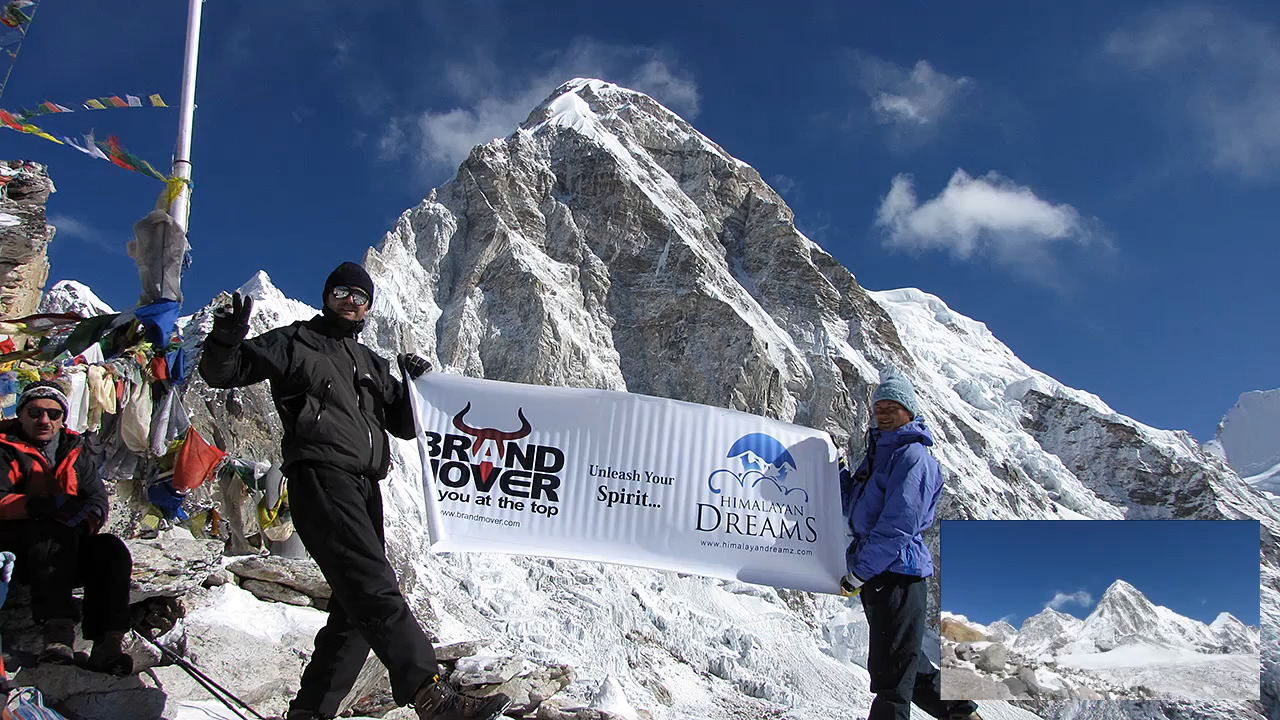 BRAND
MOVER
you at the top
www.brandmover.com
Unleash Your
Spirit...
HIMALAYAN
DREAMS
www.himalayandreamz.com